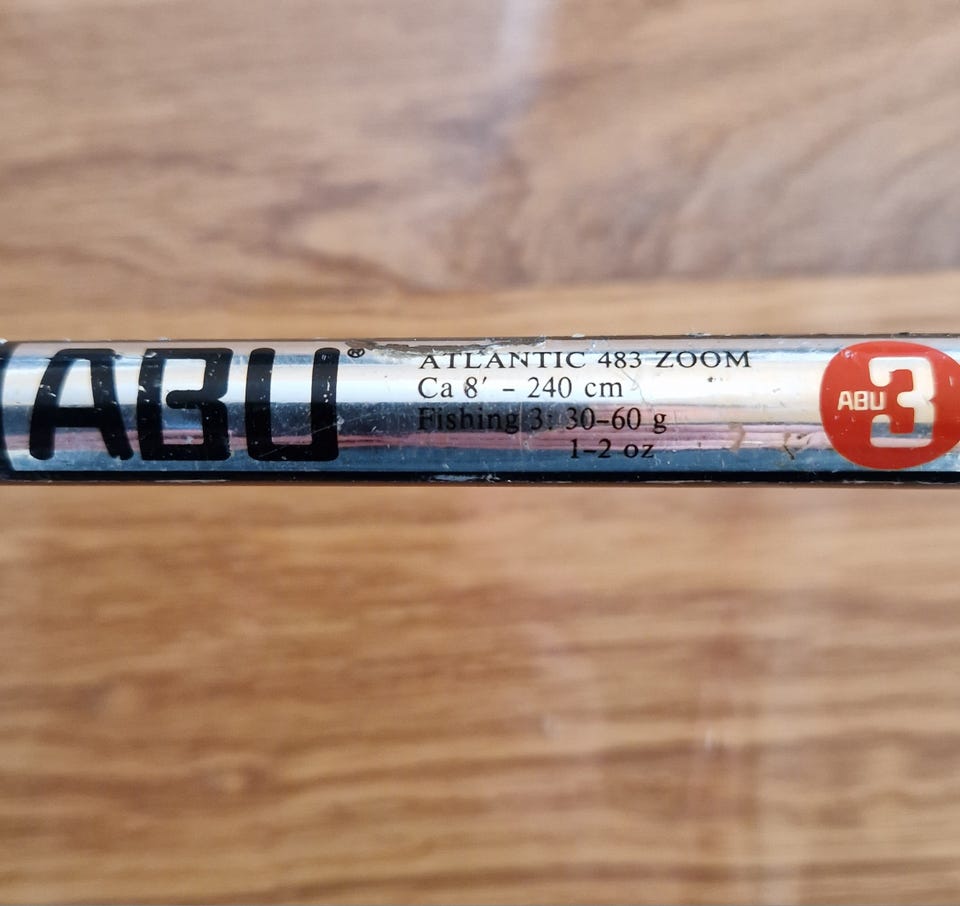 ABU®
ATLANTIC 483 ZOOM
Ca 8′ – 240 cm
Fishing 3: 30–60 g
1–2 oz
ABU 3